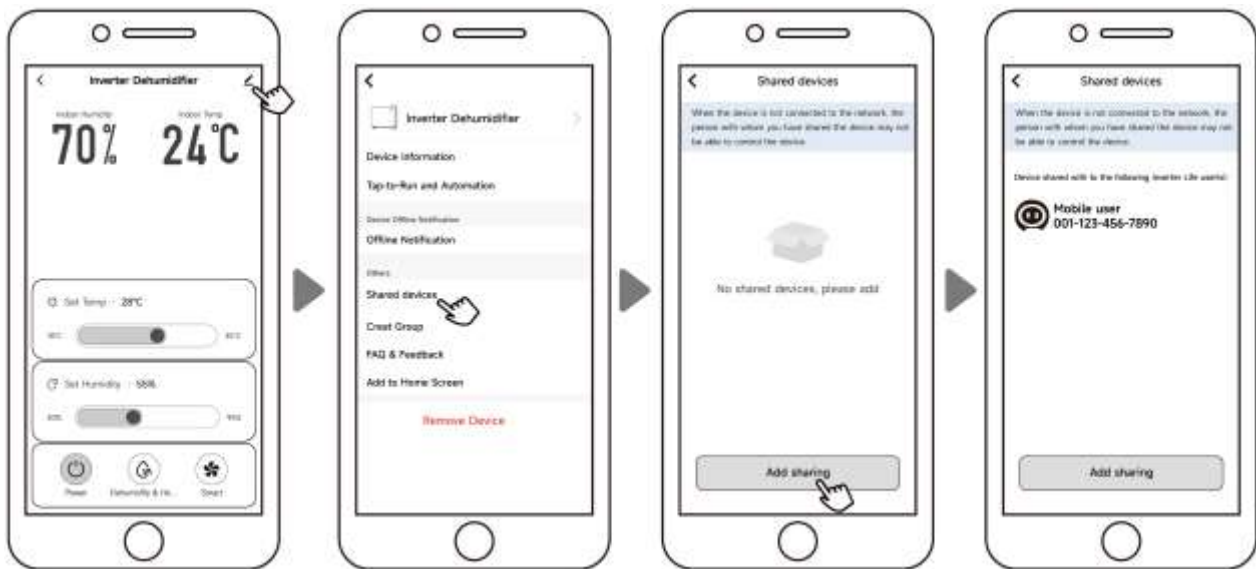 Inverter Dehumidifier
Indoor Humidity
Indoor Temp
70%
24°C
Set Temp : 28°C
Set Humidity : 55%
Power
Dehumidify & He...
Smart
Inverter Dehumidifier
Device Information
Tap-to-Run and Automation
Device Offline Notification
Offline Notification
Others
Shared devices
Creat Group
FAQ & Feedback
Add to Home Screen
Remove Device
Shared devices
When the device is not connected to the network, the
person with whom you have shared the device may not
be able to control the device.
No shared devices, please add
Add sharing
Shared devices
When the device is not connected to the network, the
person with whom you have shared the device may not
be able to control the device.
Device shared with to the following Inverter Life
Mobile user
001-123-456-7890
Add sharing